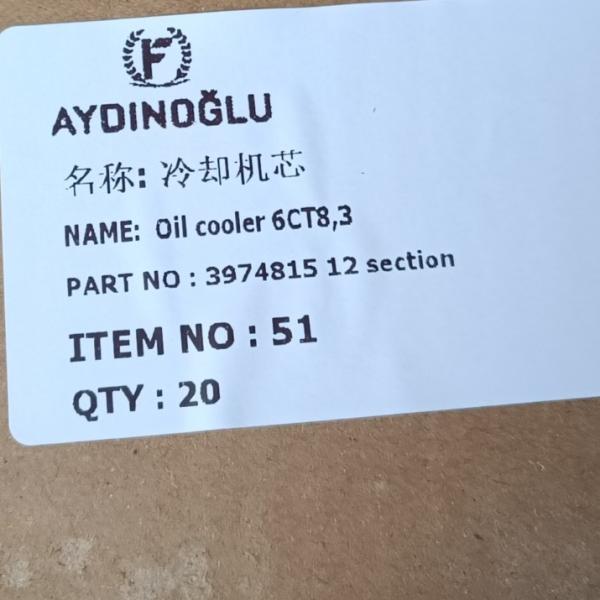 F
AYDINOĞLU
名称: 冷却机芯
NAME: Oil cooler 6CT8,3
PART NO : 3974815 12 section
ITEM NO : 51
QTY : 20